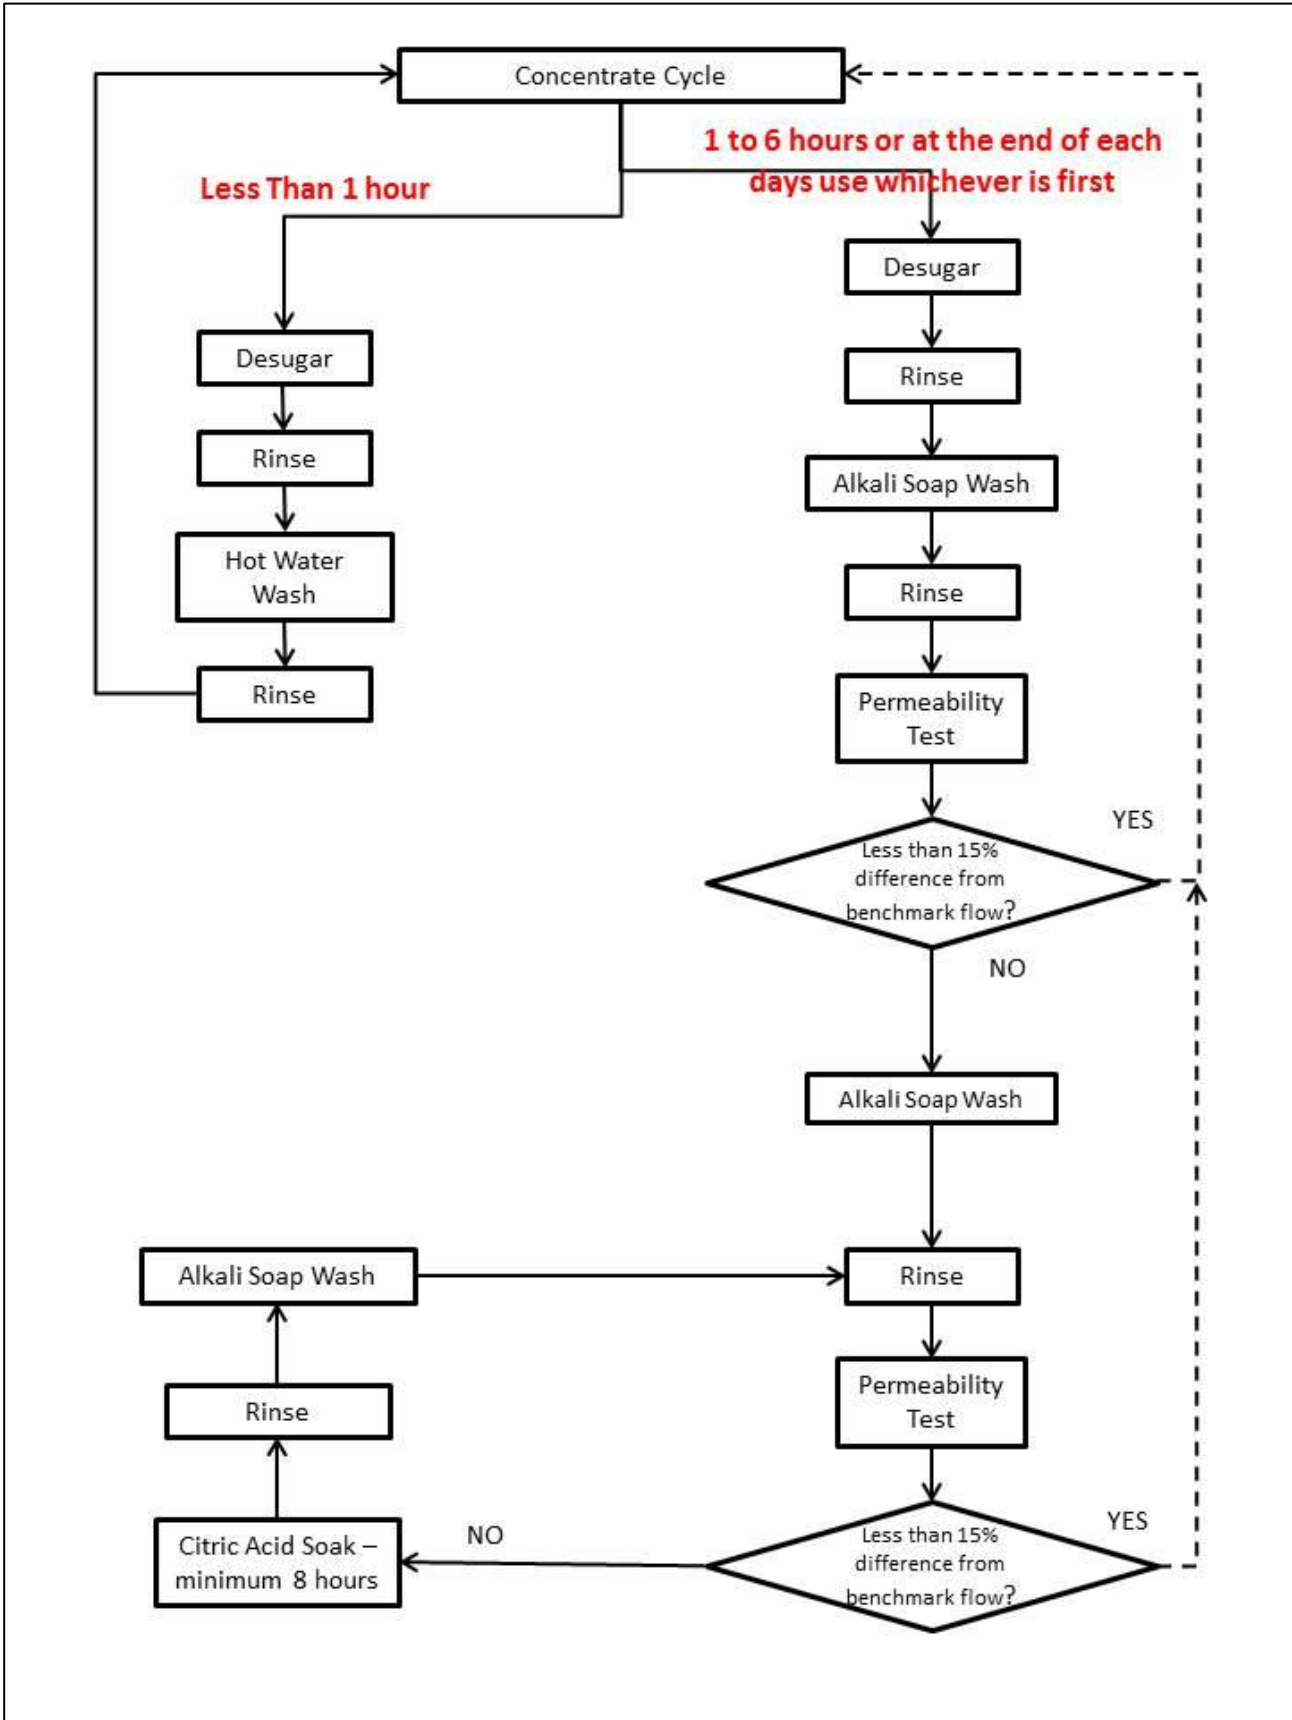 Concentrate Cycle
1 to 6 hours or at the end of each
days use whichever is first
Less Than 1 hour
Desugar
Rinse
Hot Water
Wash
Rinse
Desugar
Rinse
Alkali Soap Wash
Rinse
Permeability
Test
Less than 15%
difference from
benchmark flow?
YES
NO
Alkali Soap Wash
Rinse
Permeability
Test
Less than 15%
difference from
benchmark flow?
YES
NO
Citric Acid Soak –
minimum 8 hours
Rinse
Alkali Soap Wash